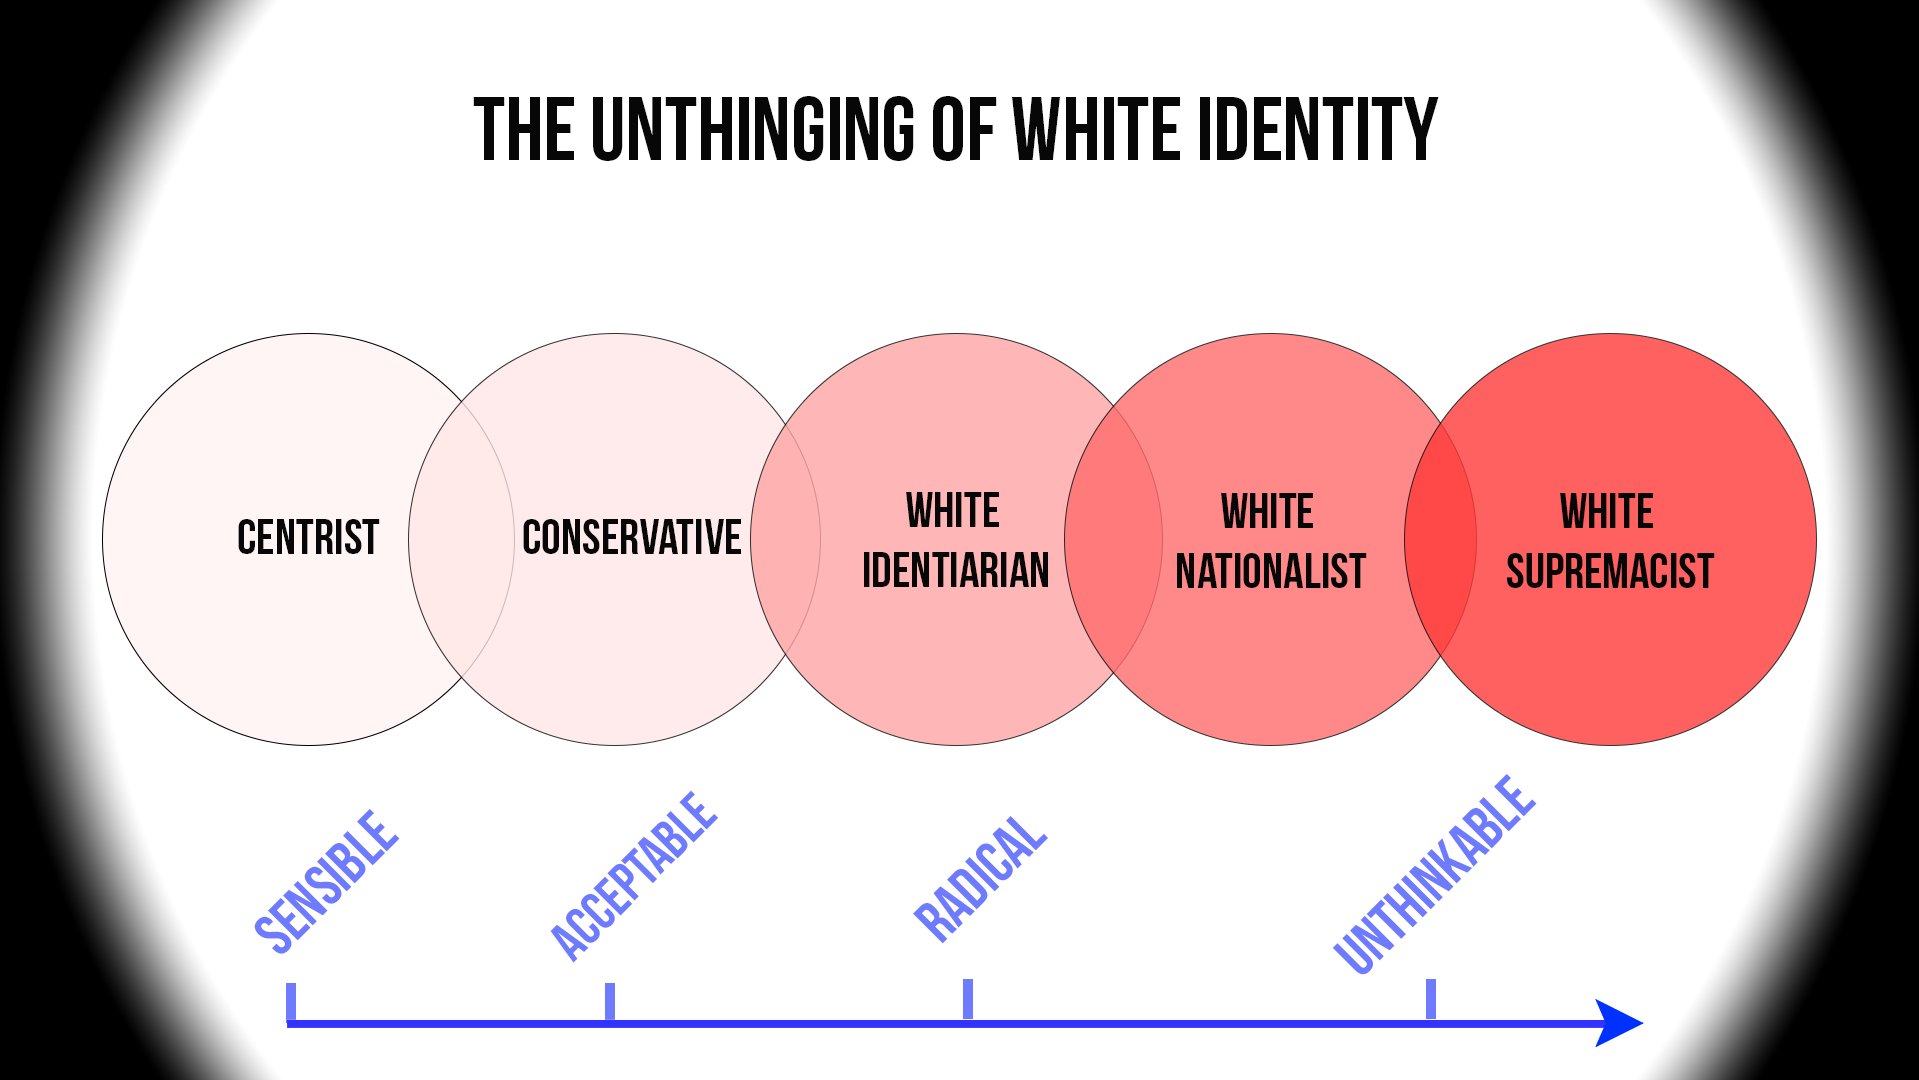 THE UNTHINGING OF WHITE IDENTITY
CENTRIST
CONSERVATIVE
WHITE
IDENTIARIAN
WHITE
NATIONALIST
WHITE
SUPREMACIST
SENSIBLE
ACCEPTABLE
RADICAL
UNTHINKABLE